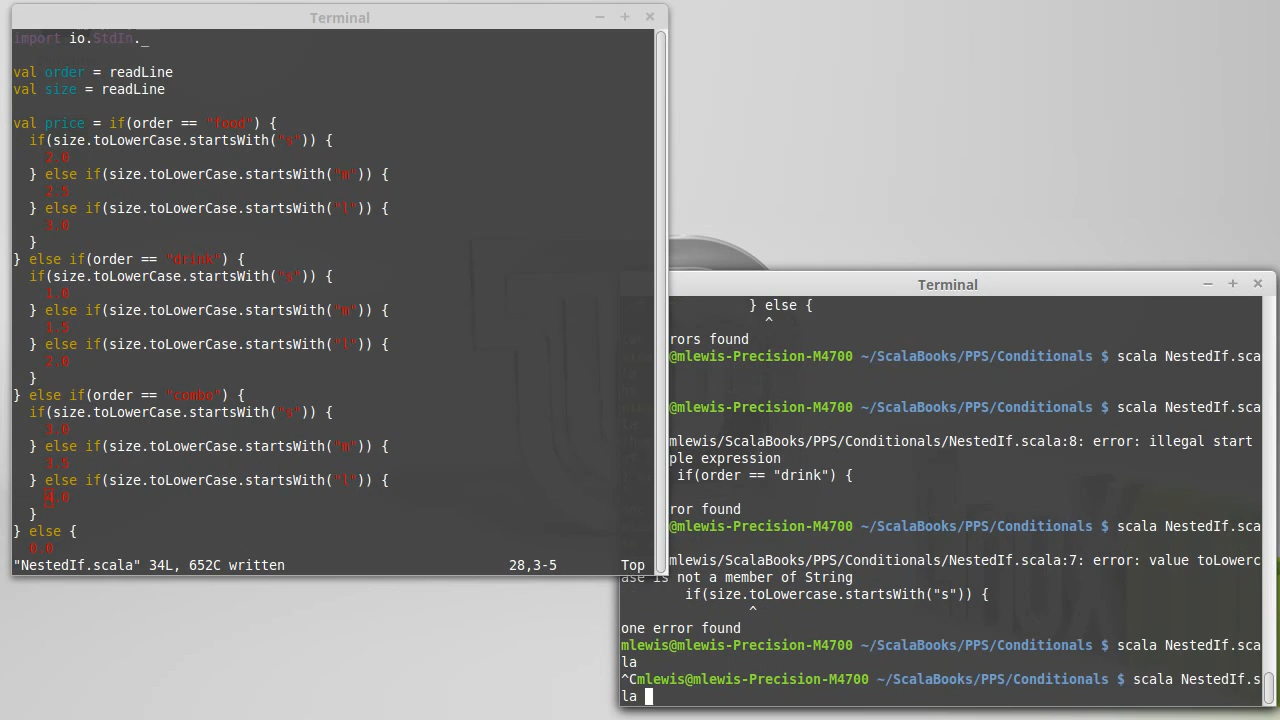 Terminal
import io.StdIn._
val order = readLine
val size = readLine
val price = if(order == "food") {
if(size.toLowerCase.startsWith("s")) {
2.0
} else if(size.toLowerCase.startsWith("m")) {
2.5
} else if(size.toLowerCase.startsWith("l")) {
3.0
}
} else if(order == "drink") {
if(size.toLowerCase.startsWith("s")) {
1.0
} else if(size.toLowerCase.startsWith("m")) {
1.5
} else if(size.toLowerCase.startsWith("l")) {
2.0
}
} else if(order == "combo") {
if(size.toLowerCase.startsWith("s")) {
3.0
} else if(size.toLowerCase.startsWith("m")) {
3.5
} else if(size.toLowerCase.startsWith("l")) {
4.0
}
} else {
0.0
"NestedIf.scala" 34L, 652C written 28,3-5 Top
Terminal
} else {
^
rors found
@mlewis-Precision-M4700 ~/ScalaBooks/PPS/Conditionals $ scala NestedIf.sca
@mlewis-Precision-M4700 ~/ScalaBooks/PPS/Conditionals $ scala NestedIf.sca
mlewis/ScalaBooks/PPS/Conditionals/NestedIf.scala:8: error: illegal start
ple expression
if(order == "drink") {
ror found
@mlewis-Precision-M4700 ~/ScalaBooks/PPS/Conditionals $ scala NestedIf.sca
mlewis/ScalaBooks/PPS/Conditionals/NestedIf.scala:7: error: value toLowerc
ase is not a member of String
if(size.toLowercase.startsWith("s")) {
^
one error found
mlewis@mlewis-Precision-M4700 ~/ScalaBooks/PPS/Conditionals $ scala NestedIf.sca
la
^Cmlewis@mlewis-Precision-M4700 ~/ScalaBooks/PPS/Conditionals $ scala NestedIf.s
la